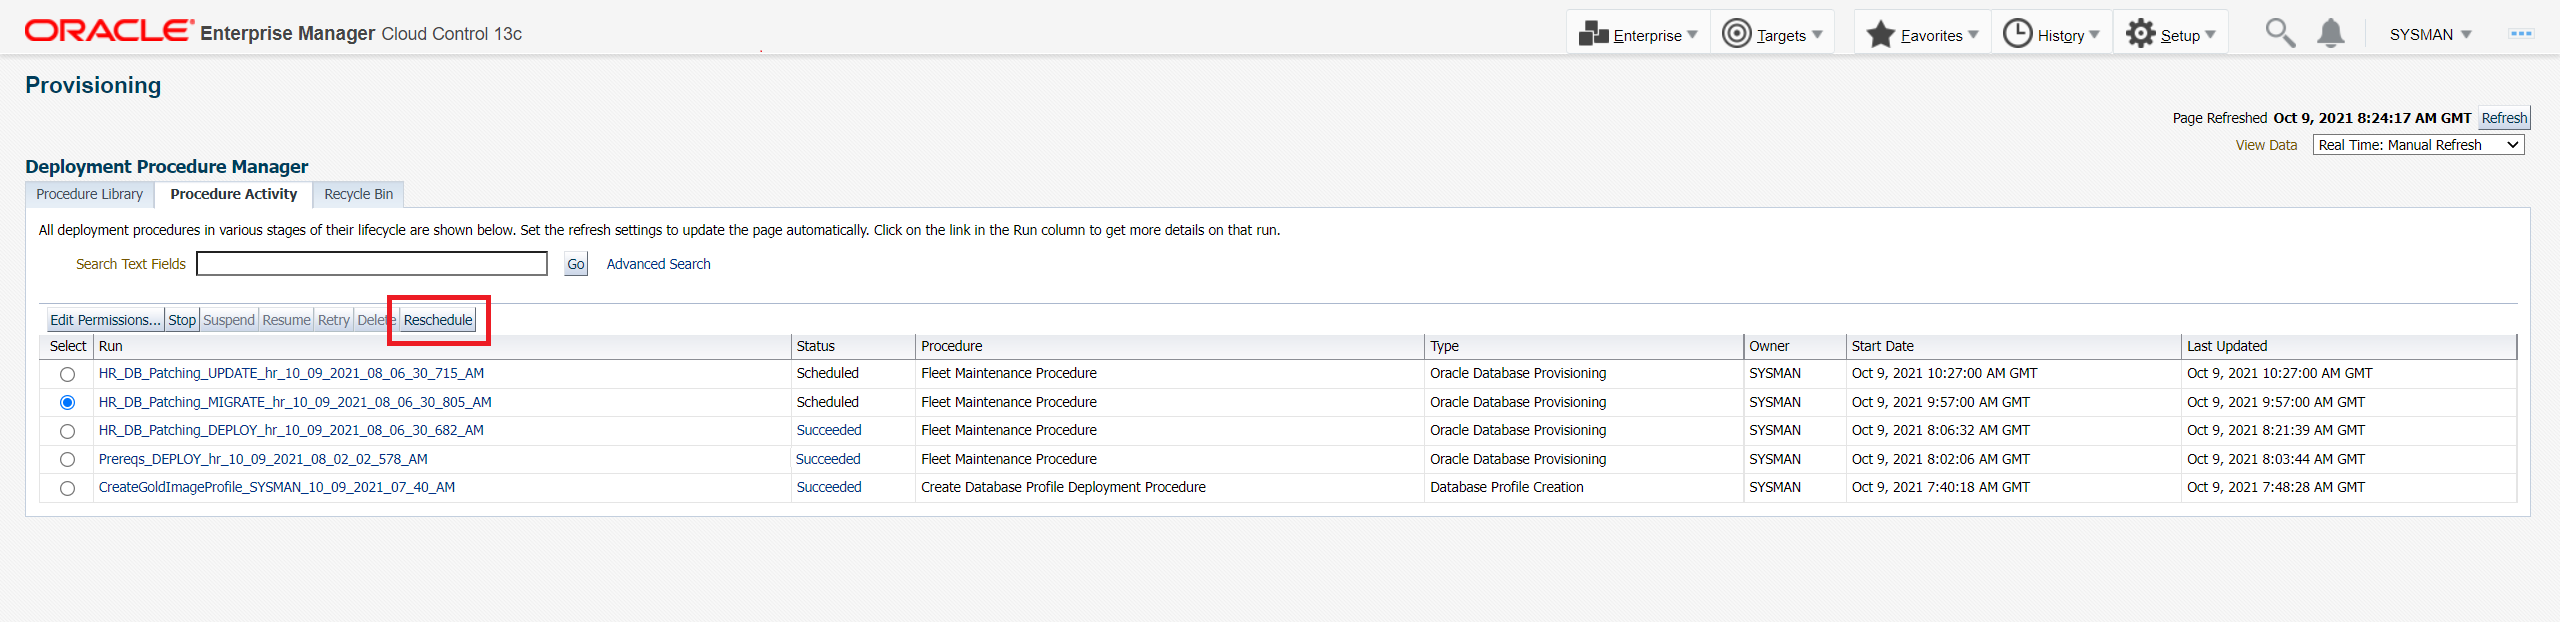 ORACLE Enterprise Manager Cloud Control 13c Enterprise Targets Favorites History Setup SYSMAN
Provisioning
Page Refreshed Oct 9, 2021 8:24:17 AM GMT Refresh
View Data Real Time: Manual Refresh
Deployment Procedure Manager
Procedure Library Procedure Activity Recycle Bin
All deployment procedures in various stages of their lifecycle are shown below. Set the refresh settings to update the page automatically. Click on the link in the Run column to get more details on that run.
Search Text Fields Go Advanced Search
Edit Permissions... Stop Suspend Resume Retry Delete Reschedule
Select Run Status Procedure Type Owner Start Date Last Updated
HR_DB_Patching_UPDATE_hr_10_09_2021_08_06_30_715_AM Scheduled Fleet Maintenance Procedure Oracle Database Provisioning SYSMAN Oct 9, 2021 10:27:00 AM GMT Oct 9, 2021 10:27:00 AM GMT
HR_DB_Patching_MIGRATE_hr_10_09_2021_08_06_30_805_AM Scheduled Fleet Maintenance Procedure Oracle Database Provisioning SYSMAN Oct 9, 2021 9:57:00 AM GMT Oct 9, 2021 9:57:00 AM GMT
HR_DB_Patching_DEPLOY_hr_10_09_2021_08_06_30_682_AM Succeeded Fleet Maintenance Procedure Oracle Database Provisioning SYSMAN Oct 9, 2021 8:06:32 AM GMT Oct 9, 2021 8:21:39 AM GMT
Prereqs_DEPLOY_hr_10_09_2021_08_02_02_578_AM Succeeded Fleet Maintenance Procedure Oracle Database Provisioning SYSMAN Oct 9, 2021 8:02:06 AM GMT Oct 9, 2021 8:03:44 AM GMT
CreateGoldImageProfile_SYSMAN_10_09_2021_07_40_AM Succeeded Create Database Profile Deployment Procedure Database Profile Creation SYSMAN Oct 9, 2021 7:40:18 AM GMT Oct 9, 2021 7:48:28 AM GMT